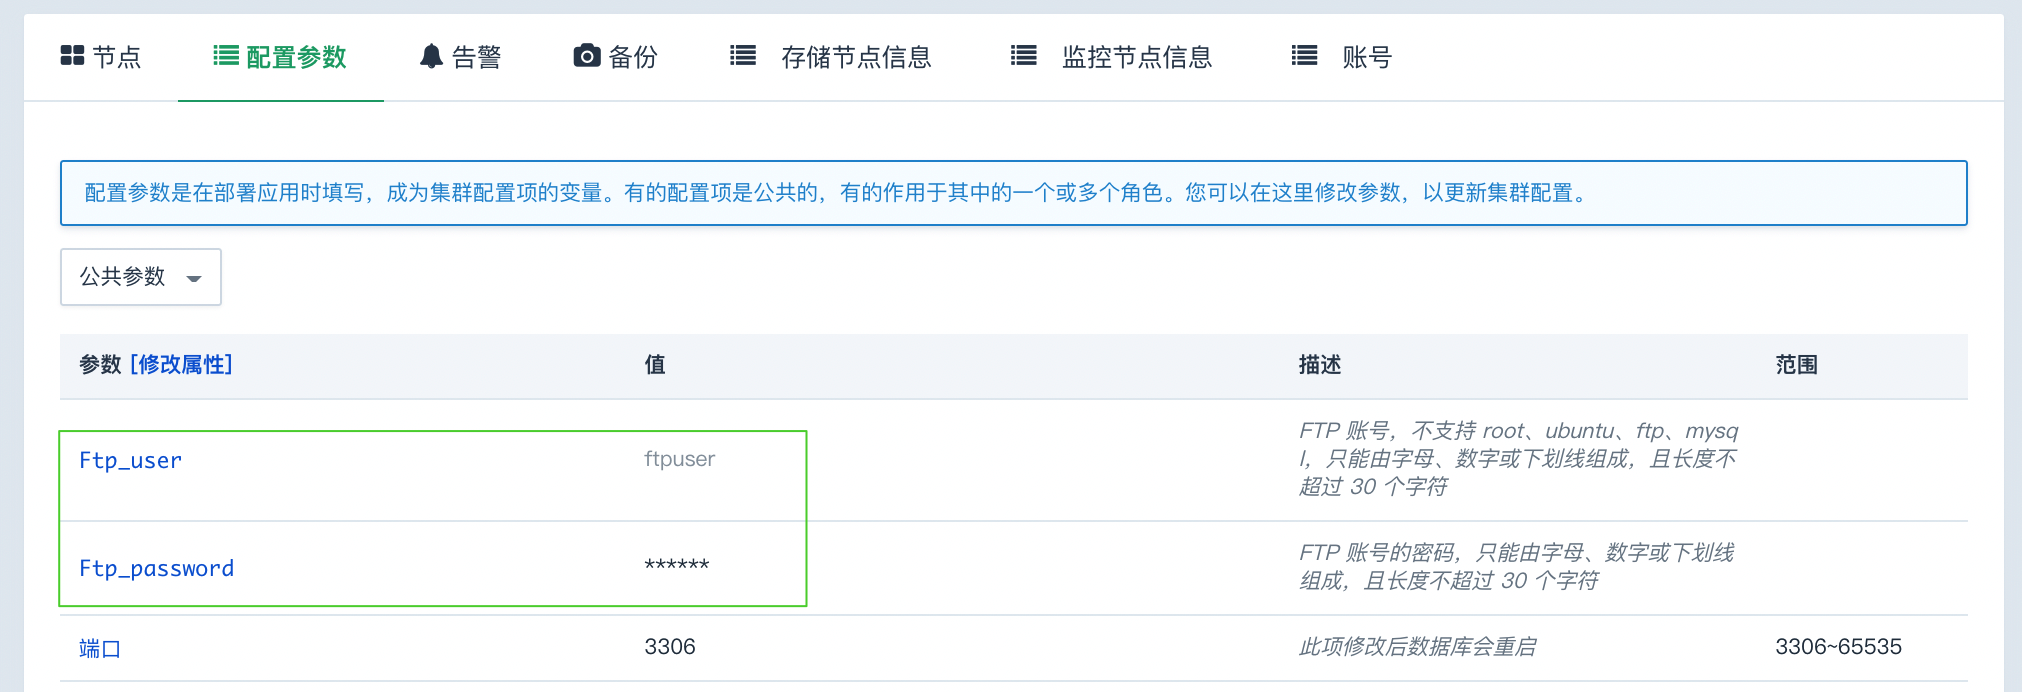 节点 配置参数 告警 备份 存储节点信息 监控节点信息 账号
配置参数是在部署应用时填写，成为集群配置项的变量。有的配置项是公共的，有的作用于其中的一个或多个角色。您可以在这里修改参数，以更新集群配置。
公共参数
参数 [修改属性] 值 描述 范围
Ftp_user ftpuser
FTP 账号，不支持 root、ubuntu、ftp、mysq
l，只能由字母、数字或下划线组成，且长度不
超过 30 个字符
Ftp_password ******
FTP 账号的密码，只能由字母、数字或下划线
组成，且长度不超过 30 个字符
端口 3306 此项修改后数据库会重启 3306~65535